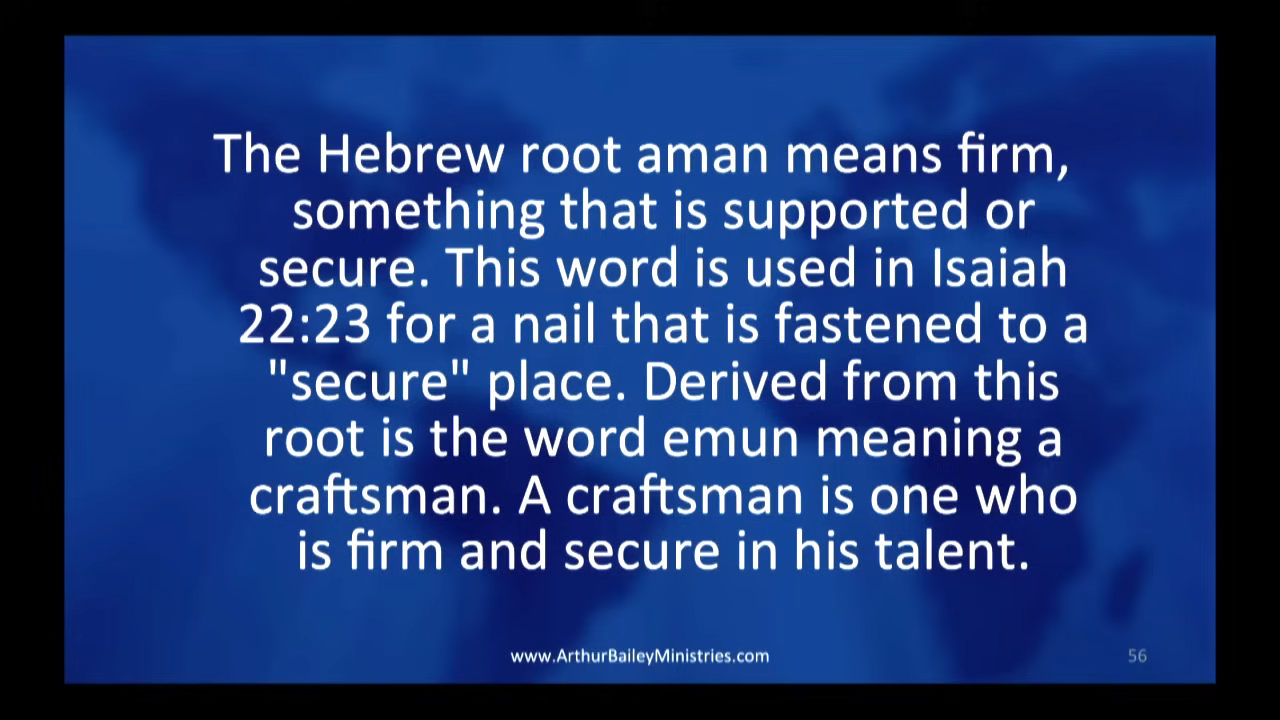 The Hebrew root aman means firm,
something that is supported or
secure. This word is used in Isaiah
22:23 for a nail that is fastened to a
"secure" place. Derived from this
root is the word emun meaning a
craftsman. A craftsman is one who
is firm and secure in his talent.
www.ArthurBaileyMinistries.com
56